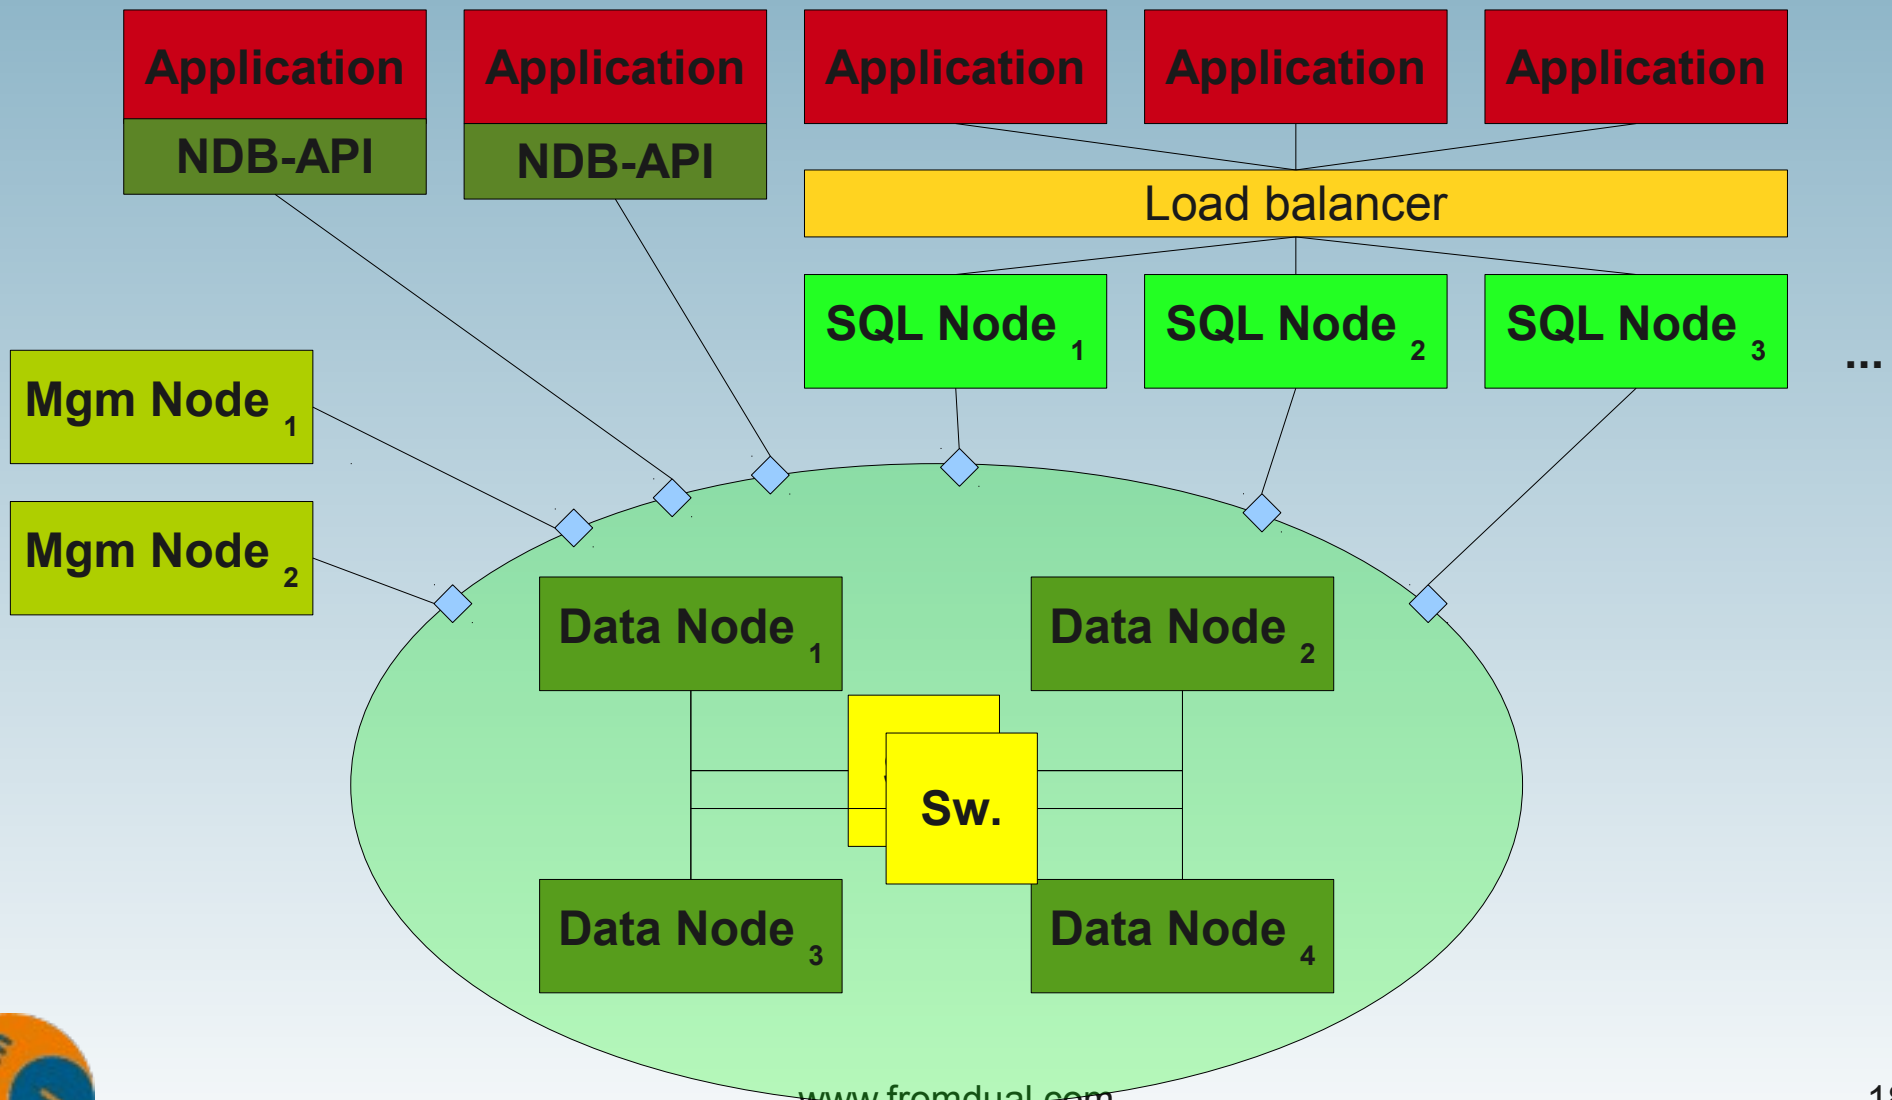 Application
Application
Application
Application
Application
NDB-API
NDB-API
Load balancer
SQL Node 1
SQL Node 2
SQL Node 3
...
Mgm Node 1
Mgm Node 2
Data Node 1
Data Node 2
Sw.
Data Node 3
Data Node 4
www.fromdual.com